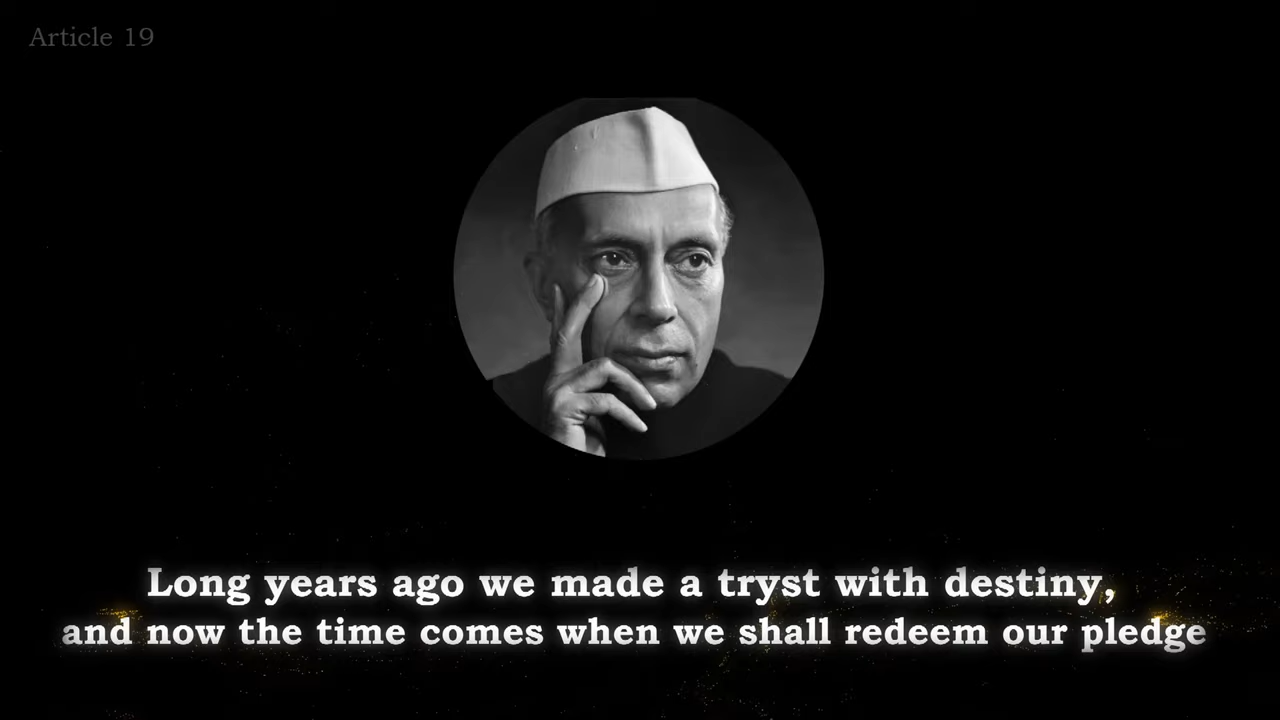 Article 19
Long years ago we made a tryst with destiny,
and now the time comes when we shall redeem our pledge